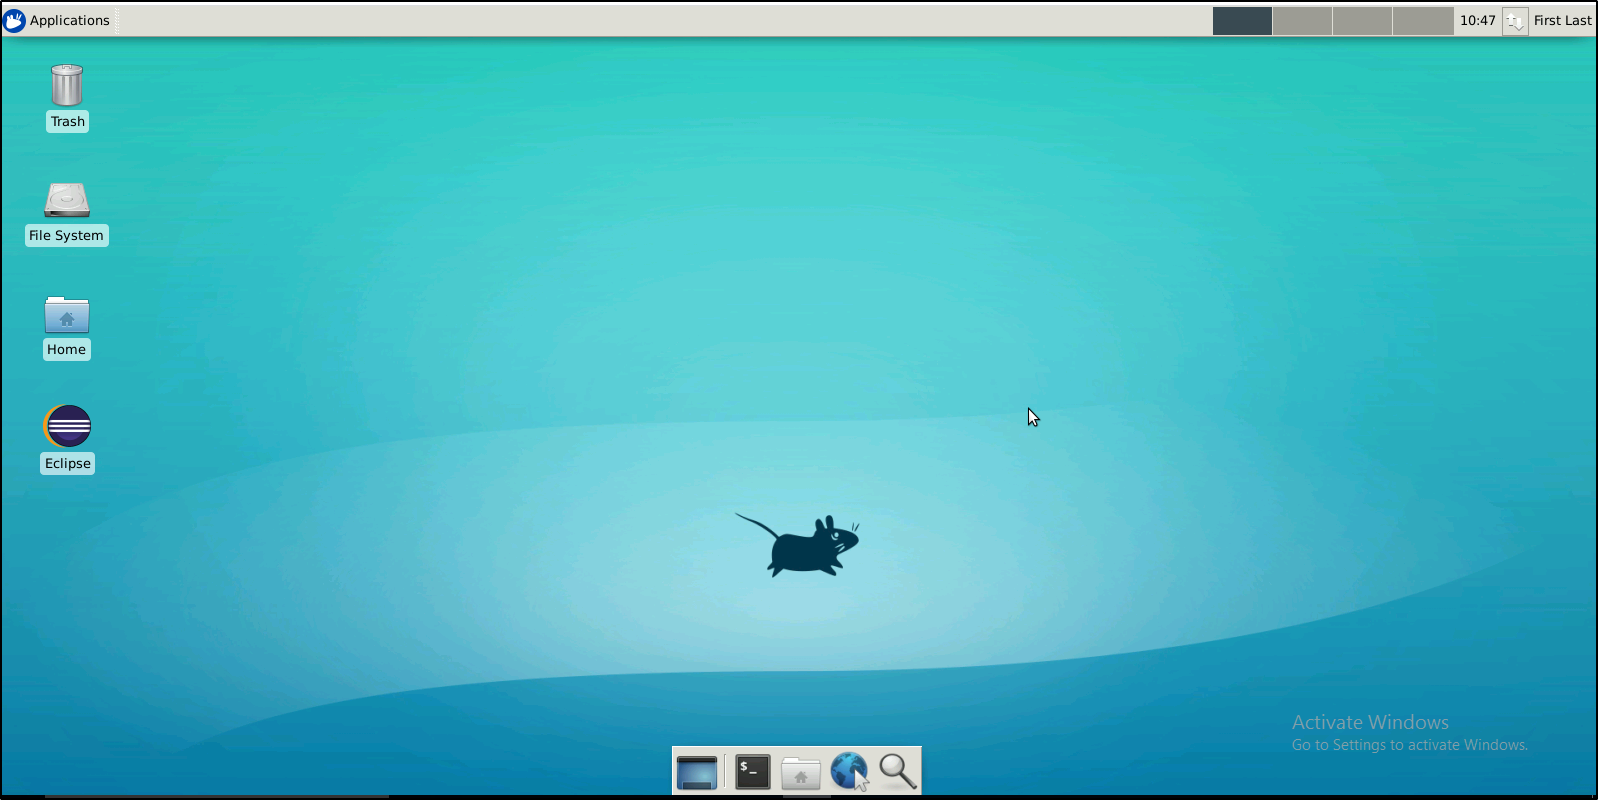 Applications
10:47
First Last
Trash
File System
Home
Eclipse
$_
Activate Windows
Go to Settings to activate Windows.